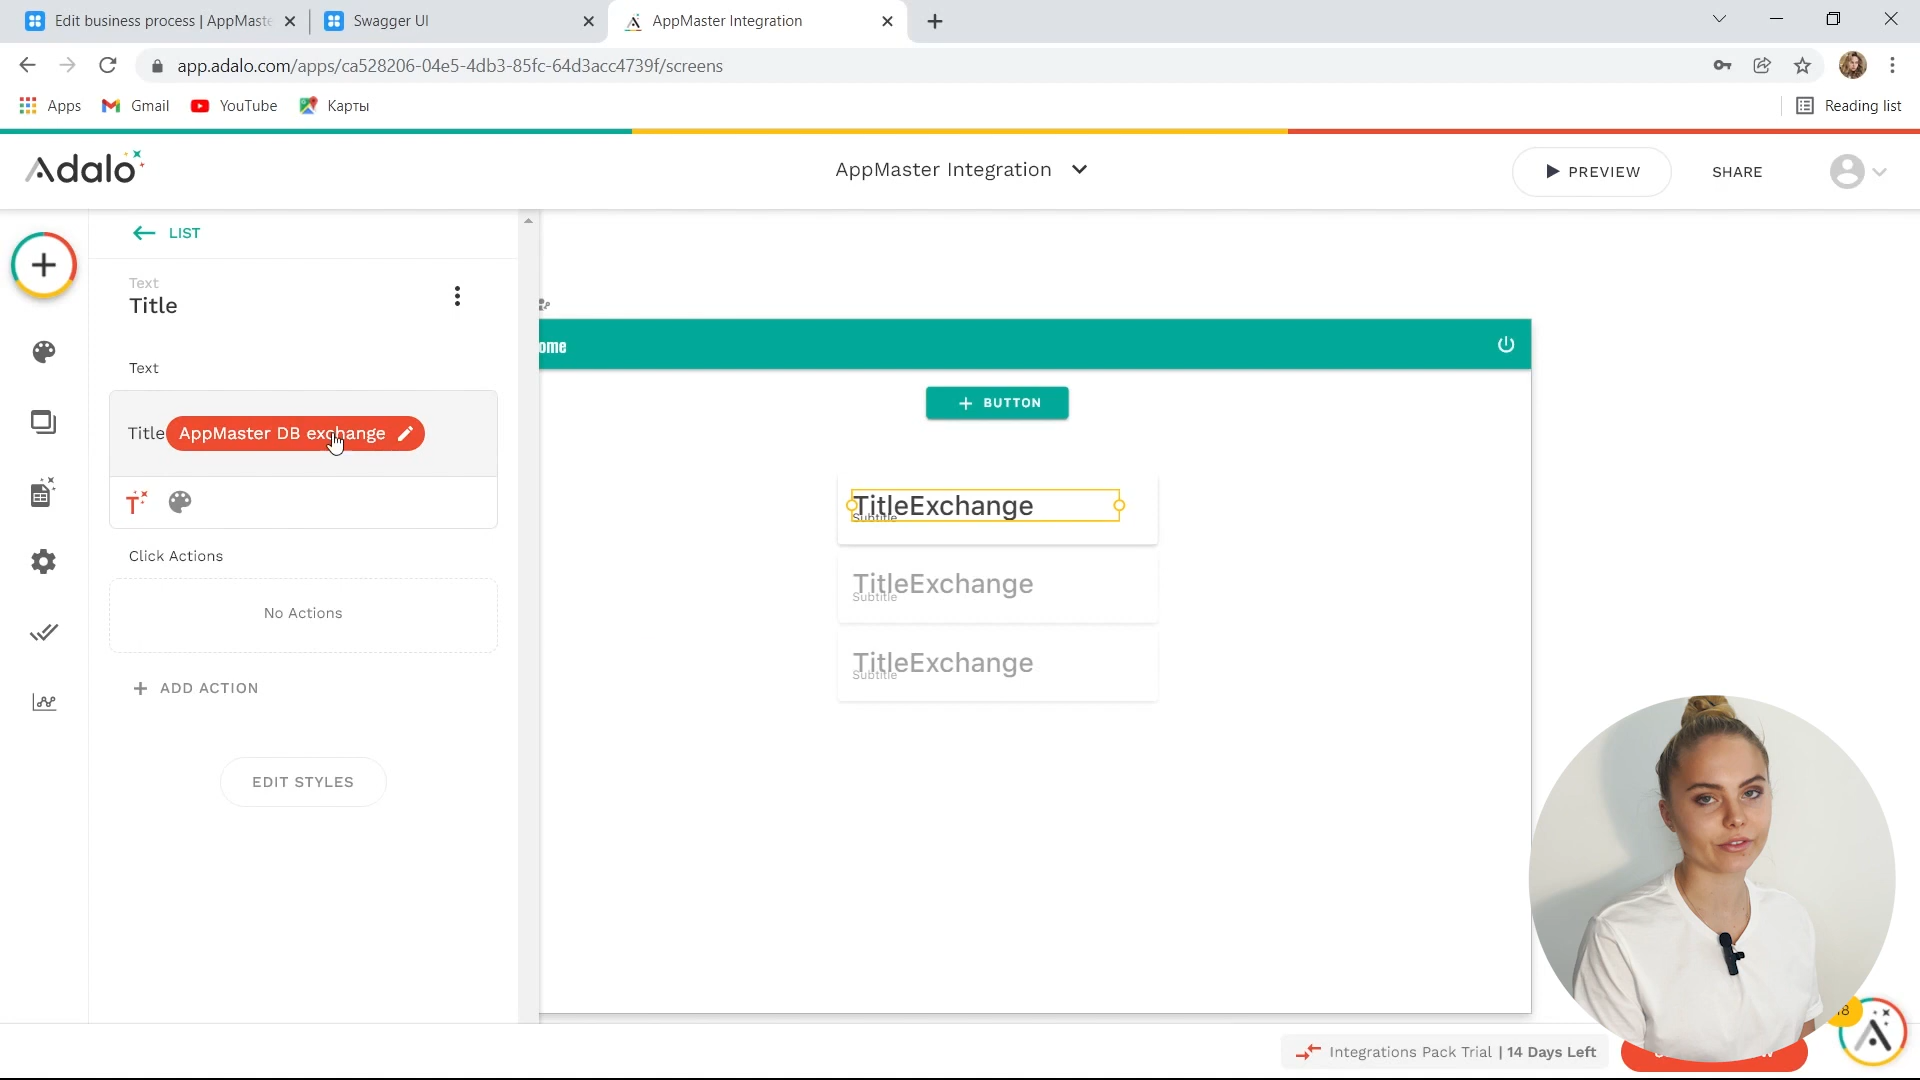 Edit business process | AppMaste
Swagger UI
AppMaster Integration
app.adalo.com/apps/ca528206-04e5-4db3-85fc-64d3acc4739f/screens
Apps
Gmail
YouTube
Карты
Reading list
Adalo
AppMaster Integration
PREVIEW
SHARE
LIST
Text
Title
Text
Title AppMaster DB exchange
Click Actions
No Actions
ADD ACTION
EDIT STYLES
ome
BUTTON
TitleExchange
Subtitle
TitleExchange
Subtitle
TitleExchange
Subtitle
Integrations Pack Trial | 14 Days Left